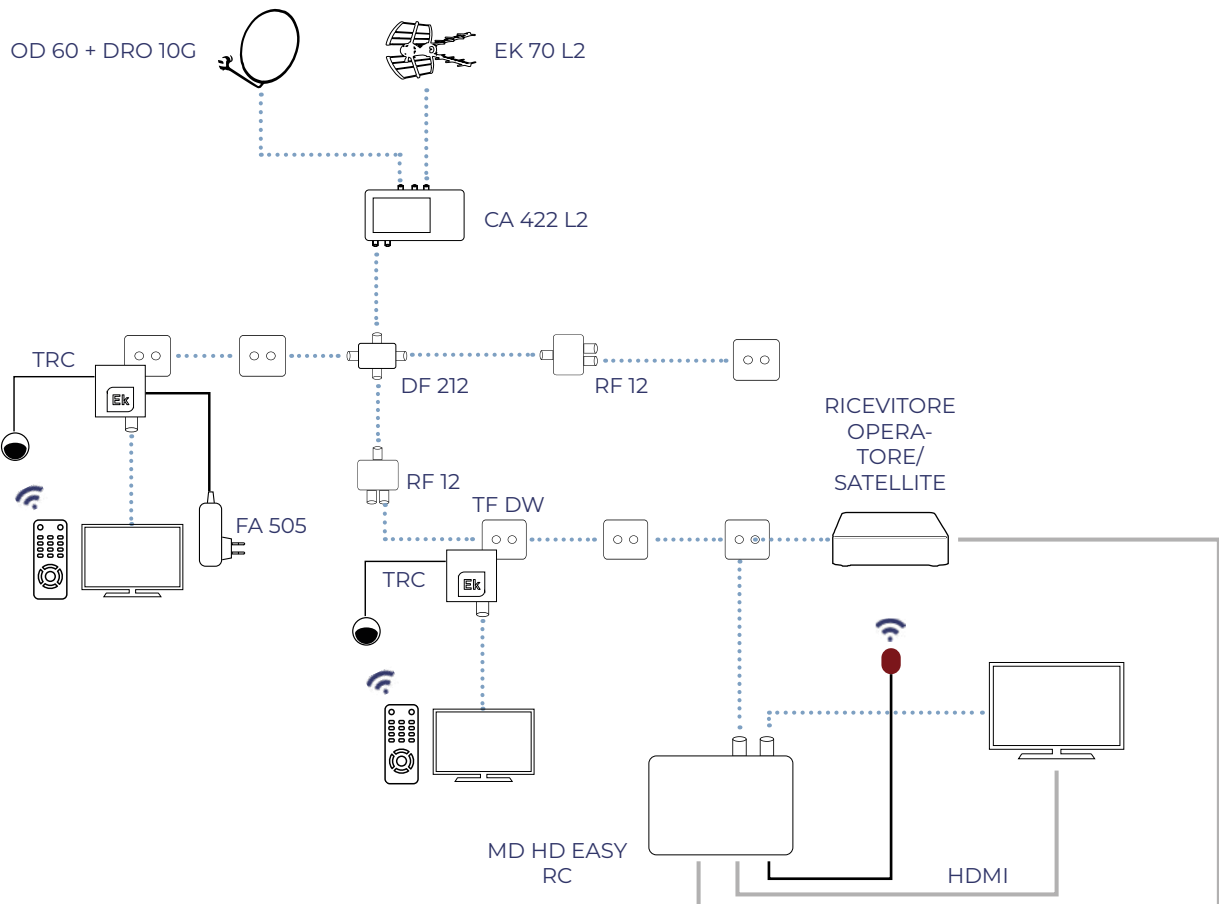 OD 60 + DRO 10G
EK 70 L2
CA 422 L2
TRC
Ek
DF 212
RF 12
RICEVITORE
OPERA-
TORE/
SATELLITE
RF 12
TF DW
FA 505
TRC
Ek
MD HD EASY
RC
HDMI